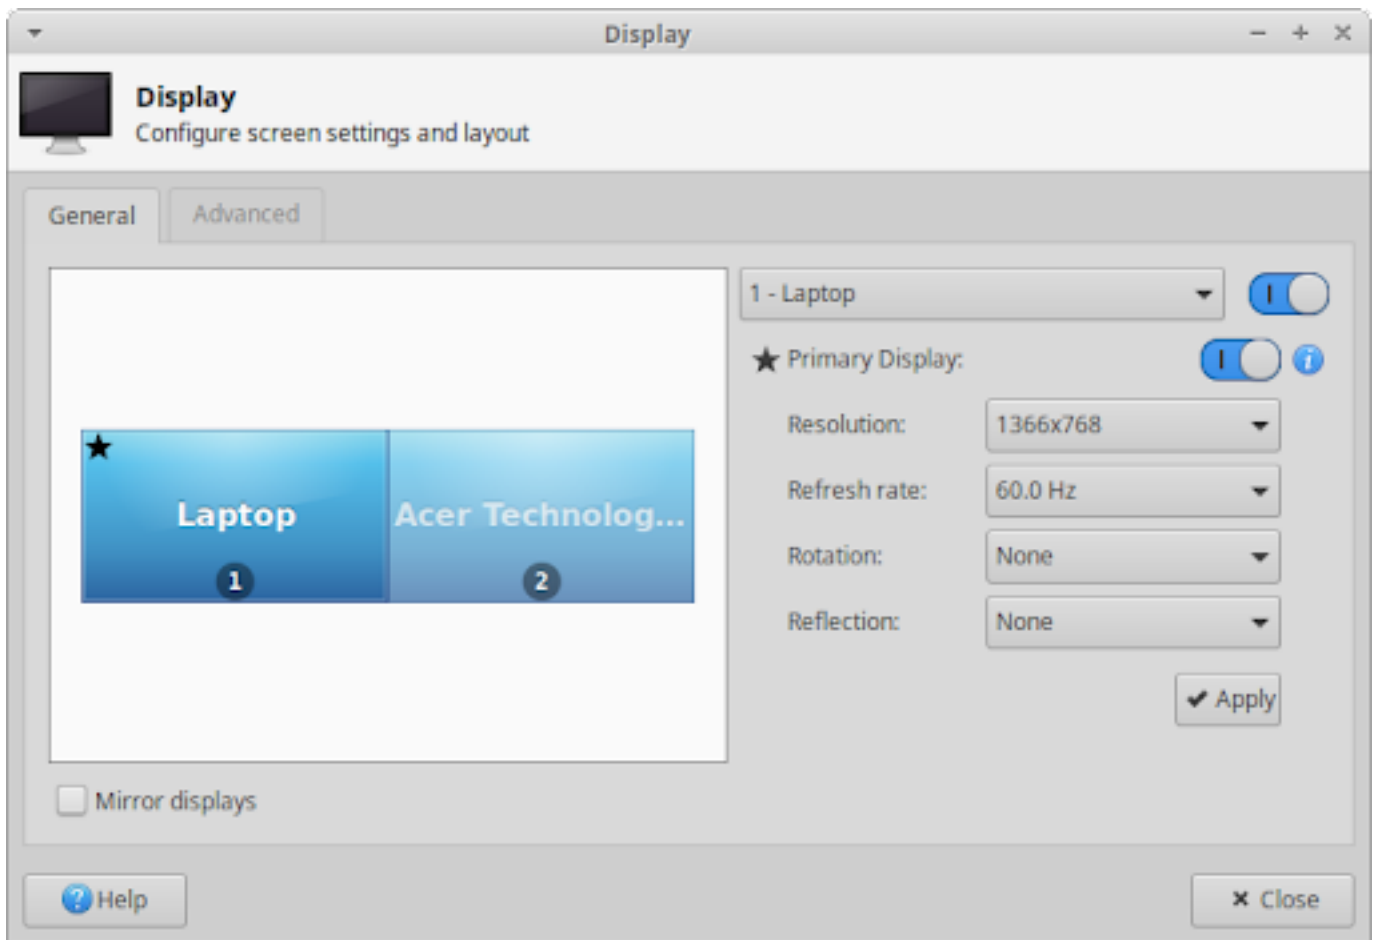 Display
Display
Configure screen settings and layout
General
Advanced
1 - Laptop
Primary Display:
Resolution:
1366x768
Refresh rate:
60.0 Hz
Rotation:
None
Reflection:
None
Apply
Laptop
1
Acer Technolog...
2
Mirror displays
Help
Close